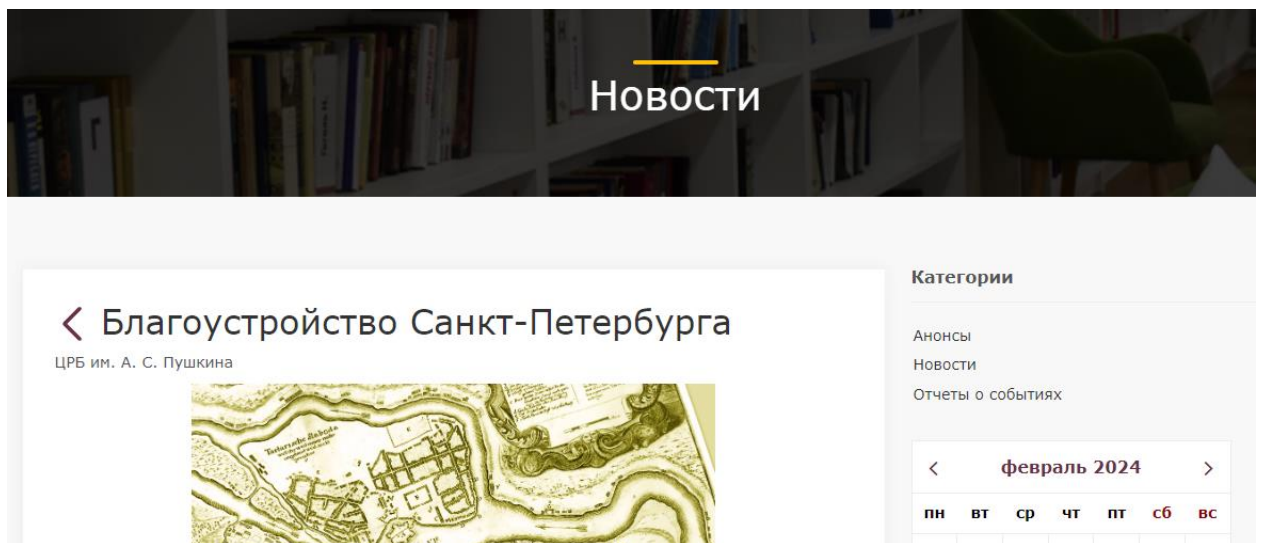 Новости
Благоустройство Санкт-Петербурга
ЦРБ им. А. С. Пушкина
Категории
Анонсы
Новости
Отчеты о событиях
февраль 2024
пн вт ср чт пт сб вс